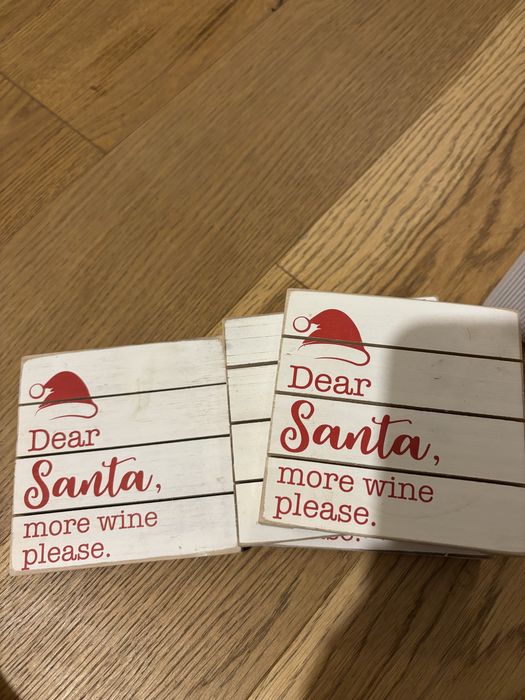 Dear
Santa,
more wine
please.
Dear
Santa,
more wine
please.